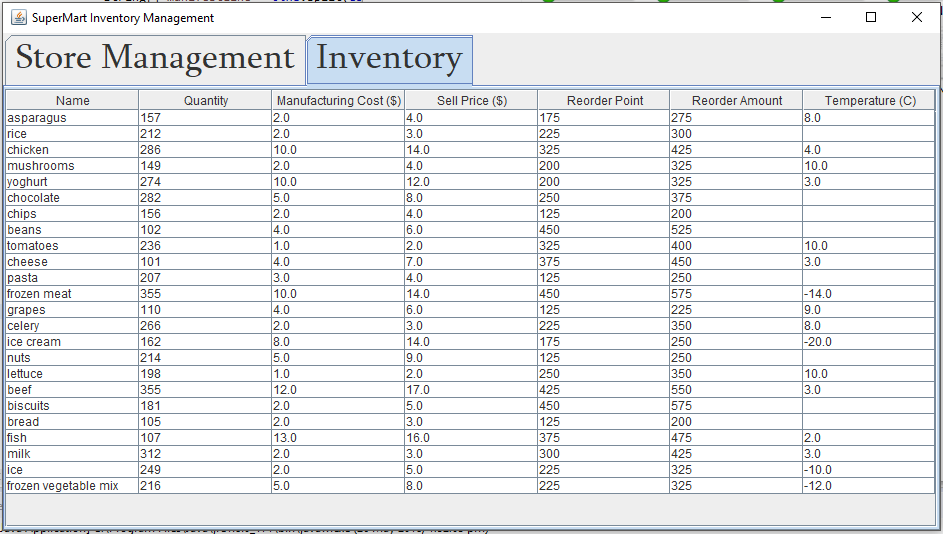 SuperMart Inventory Management
Store Management Inventory
Name Quantity Manufacturing Cost ($) Sell Price ($) Reorder Point Reorder Amount Temperature (C)
asparagus 157 2.0 4.0 175 275 8.0
rice 212 2.0 3.0 225 300
chicken 286 10.0 14.0 325 425 4.0
mushrooms 149 2.0 4.0 200 325 10.0
yoghurt 274 10.0 12.0 200 325 3.0
chocolate 282 5.0 8.0 250 375
chips 156 2.0 4.0 125 200
beans 102 4.0 6.0 450 525
tomatoes 236 1.0 2.0 325 400 10.0
cheese 101 4.0 7.0 375 450 3.0
pasta 207 3.0 4.0 125 250
frozen meat 355 10.0 14.0 450 575 -14.0
grapes 110 4.0 6.0 125 225 9.0
celery 266 2.0 3.0 225 350 8.0
ice cream 162 8.0 14.0 175 250 -20.0
nuts 214 5.0 9.0 125 250
lettuce 198 1.0 2.0 250 350 10.0
beef 355 12.0 17.0 425 550 3.0
biscuits 181 2.0 5.0 450 575
bread 105 2.0 3.0 125 200
fish 107 13.0 16.0 375 475 2.0
milk 312 2.0 3.0 300 425 3.0
ice 249 2.0 5.0 225 325 -10.0
frozen vegetable mix 216 5.0 8.0 225 325 -12.0